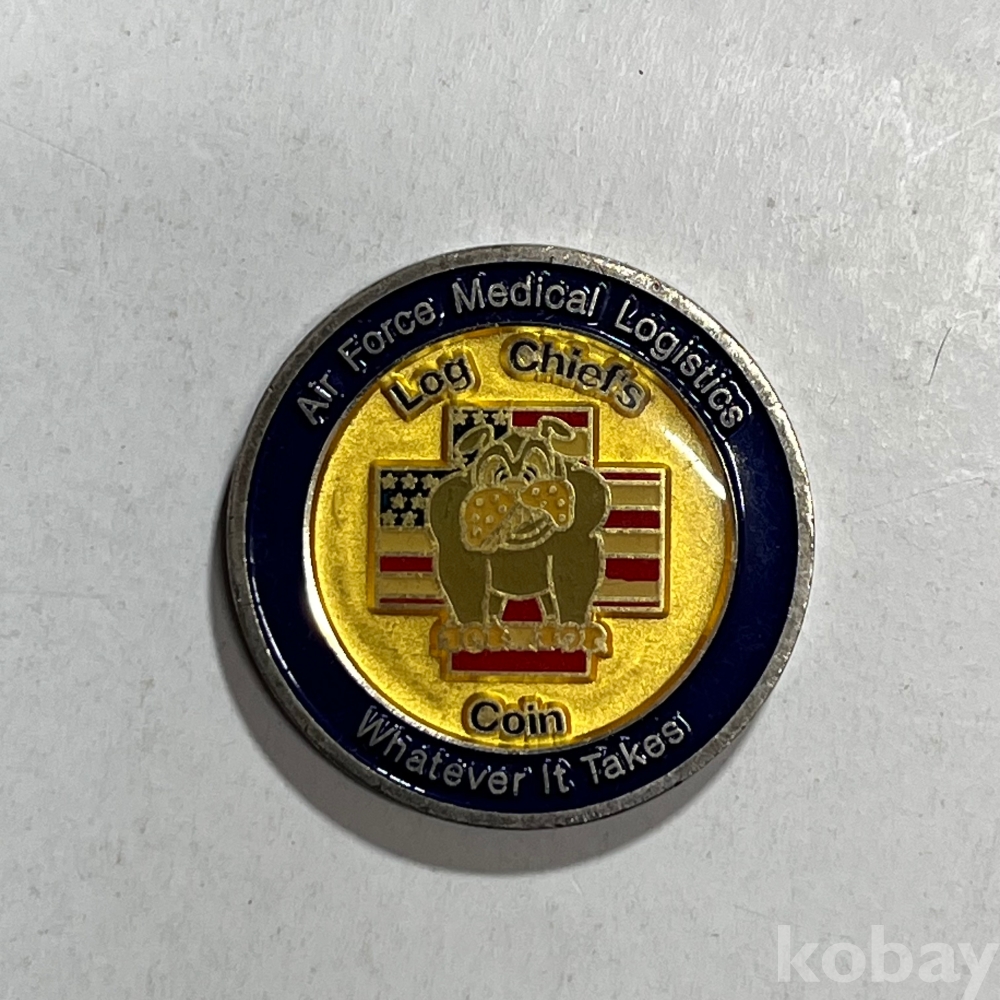 Air Force Medical Logistics
Log Chief's
Coin
Whatever It Takes
kobay